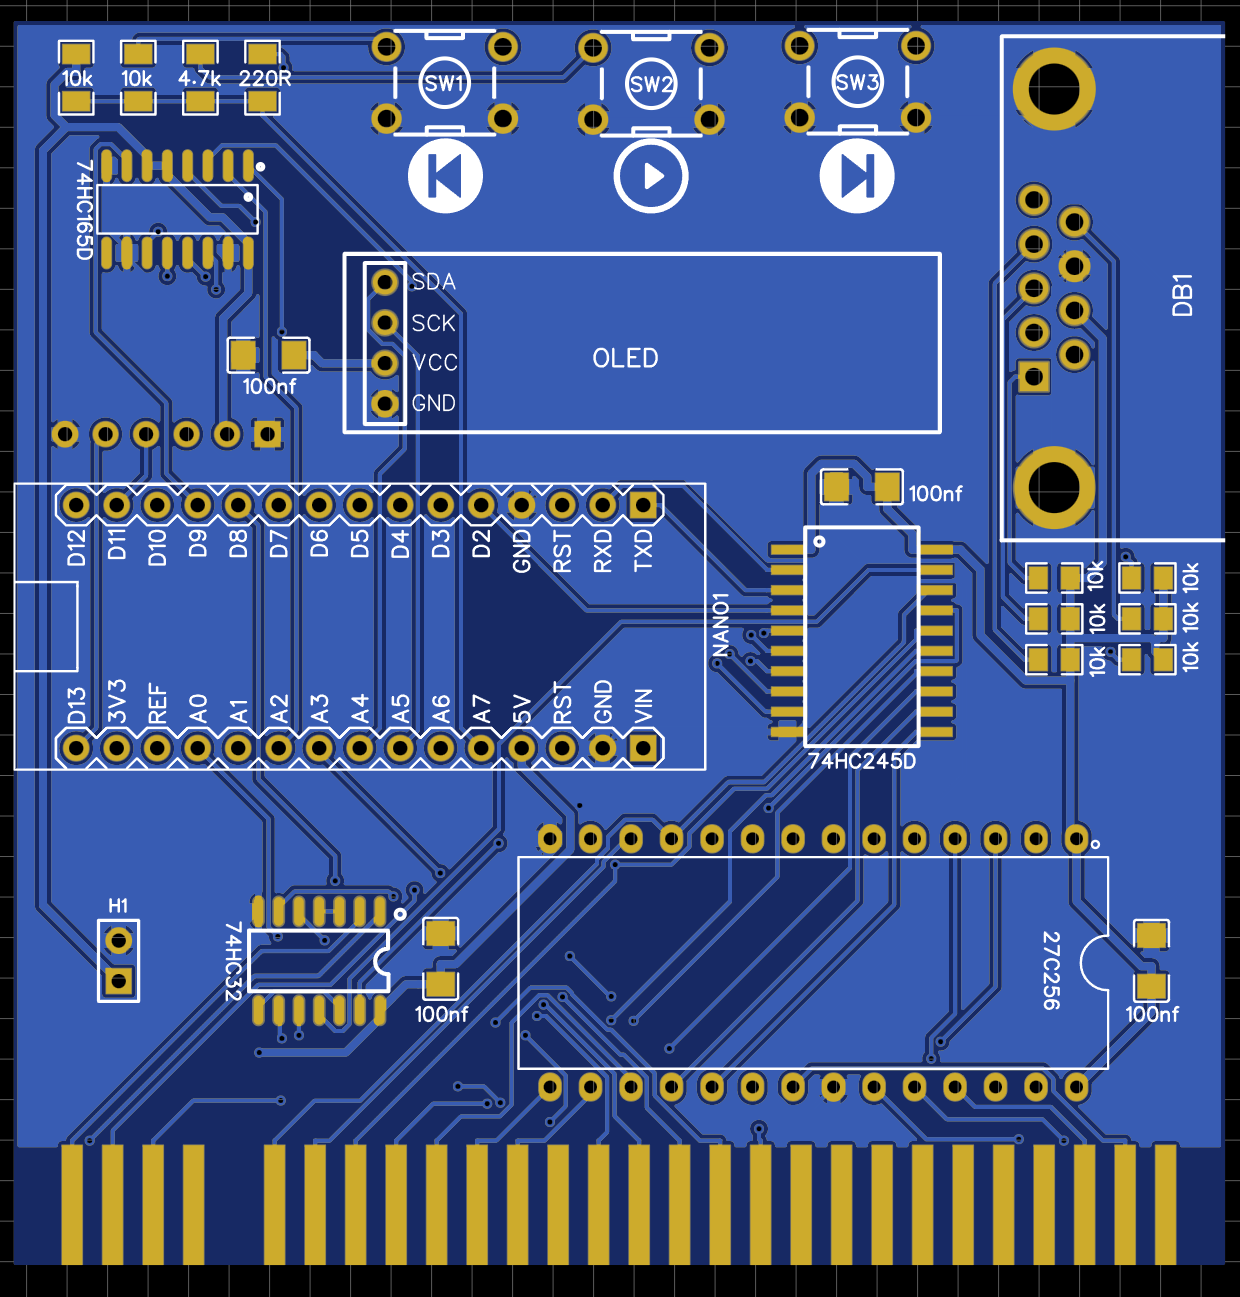 10k 10k 4.7k 220R
SW1 SW2 SW3
74HC165D
SDA
SCK
VCC
GND
OLED
DB1
100nf
100nf
D12 D11 D10 D9 D8 D7 D6 D5 D4 D3 D2 GND RST RXD TXD
NANO1
D13 3V3 REF A0 A1 A2 A3 A4 A5 A6 A7 5V RST GND VIN
10k 10k
10k 10k
10k 10k
74HC245D
H1
74HC32
100nf
27C256
100nf